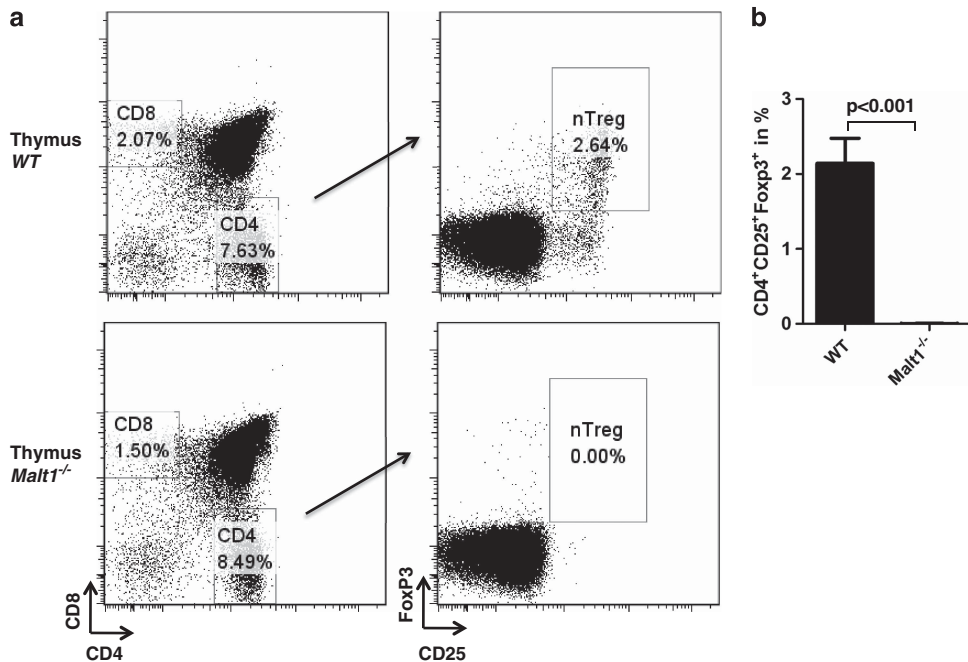 a
b
Thymus
WT
CD8
2.07%
CD4
7.63%
nTreg
2.64%
Thymus
Malt1-/-
CD8
1.50%
CD4
8.49%
nTreg
0.00%
CD8
CD4
FoxP3
CD25
CD4+CD25+Foxp3+ in %
3
2
1
0
p<0.001
WT
Malt1-/-